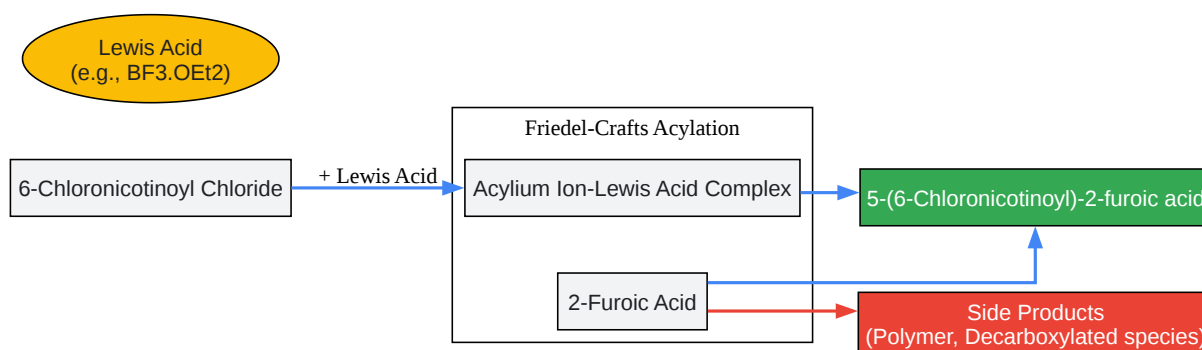 Lewis Acid
(e.g., BF3.OEt2)
Friedel-Crafts Acylation
6-Chloronicotinoyl Chloride
+ Lewis Acid
Acylium Ion-Lewis Acid Complex
5-(6-Chloronicotinoyl)-2-furoic acid
2-Furoic Acid
Side Products
(Polymer, Decarboxylated species)